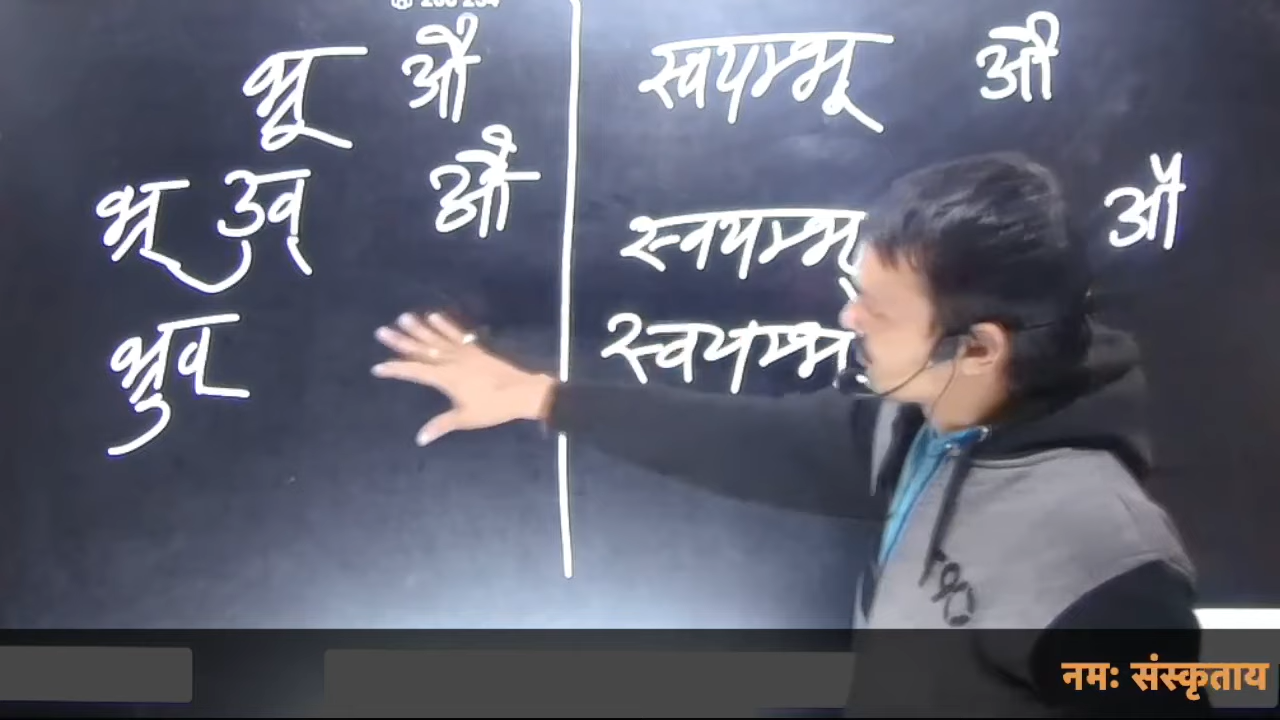 भू औ
भ् उव् औ
भुव्
स्वयम्भू औ
स्वयम्भ् औ
स्वयम्भ
नमः संस्कृताय